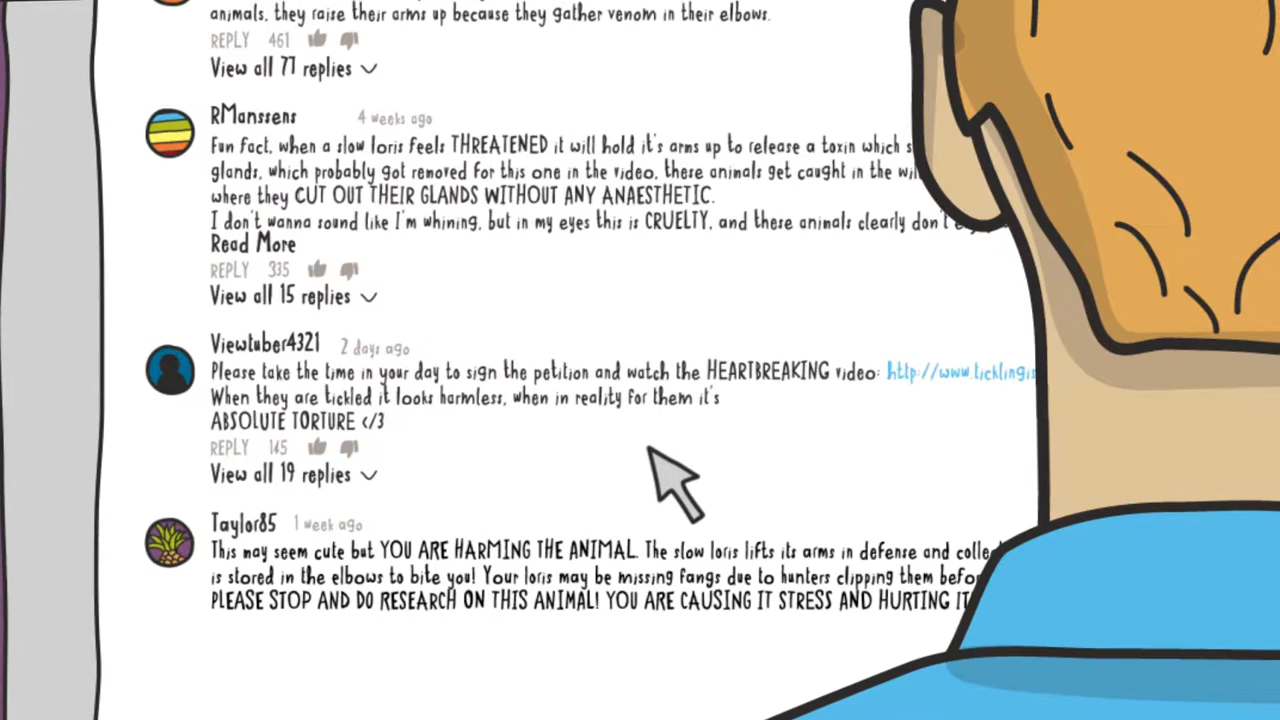 animals, they raise their arms up because they gather venom in their elbows.
REPLY 461
View all 77 replies
RManssens 4 weeks ago
Fun fact, when a slow loris feels THREATENED it will hold it's arms up to release a toxin which s
glands, which probably got removed for this one in the video, these animals get caught in the wil
where they CUT OUT THEIR GLANDS WITHOUT ANY ANAESTHETIC.
I don't wanna sound like I'm whining, but in my eyes this is CRUELTY, and these animals clearly don't
Read More
REPLY 335
View all 15 replies
Viewtuber4321 2 days ago
Please take the time in your day to sign the petition and watch the HEARTBREAKING video: http://www.ticklingis
When they are tickled it looks harmless, when in reality for them it's
ABSOLUTE TORTURE </3
REPLY 145
View all 19 replies
Taylor85 1 week ago
This may seem cute but YOU ARE HARMING THE ANIMAL. The slow loris lifts its arms in defense and colle
is stored in the elbows to bite you! Your loris may be missing fangs due to hunters clipping them befo
PLEASE STOP AND DO RESEARCH ON THIS ANIMAL! YOU ARE CAUSING IT STRESS AND HURTING IT